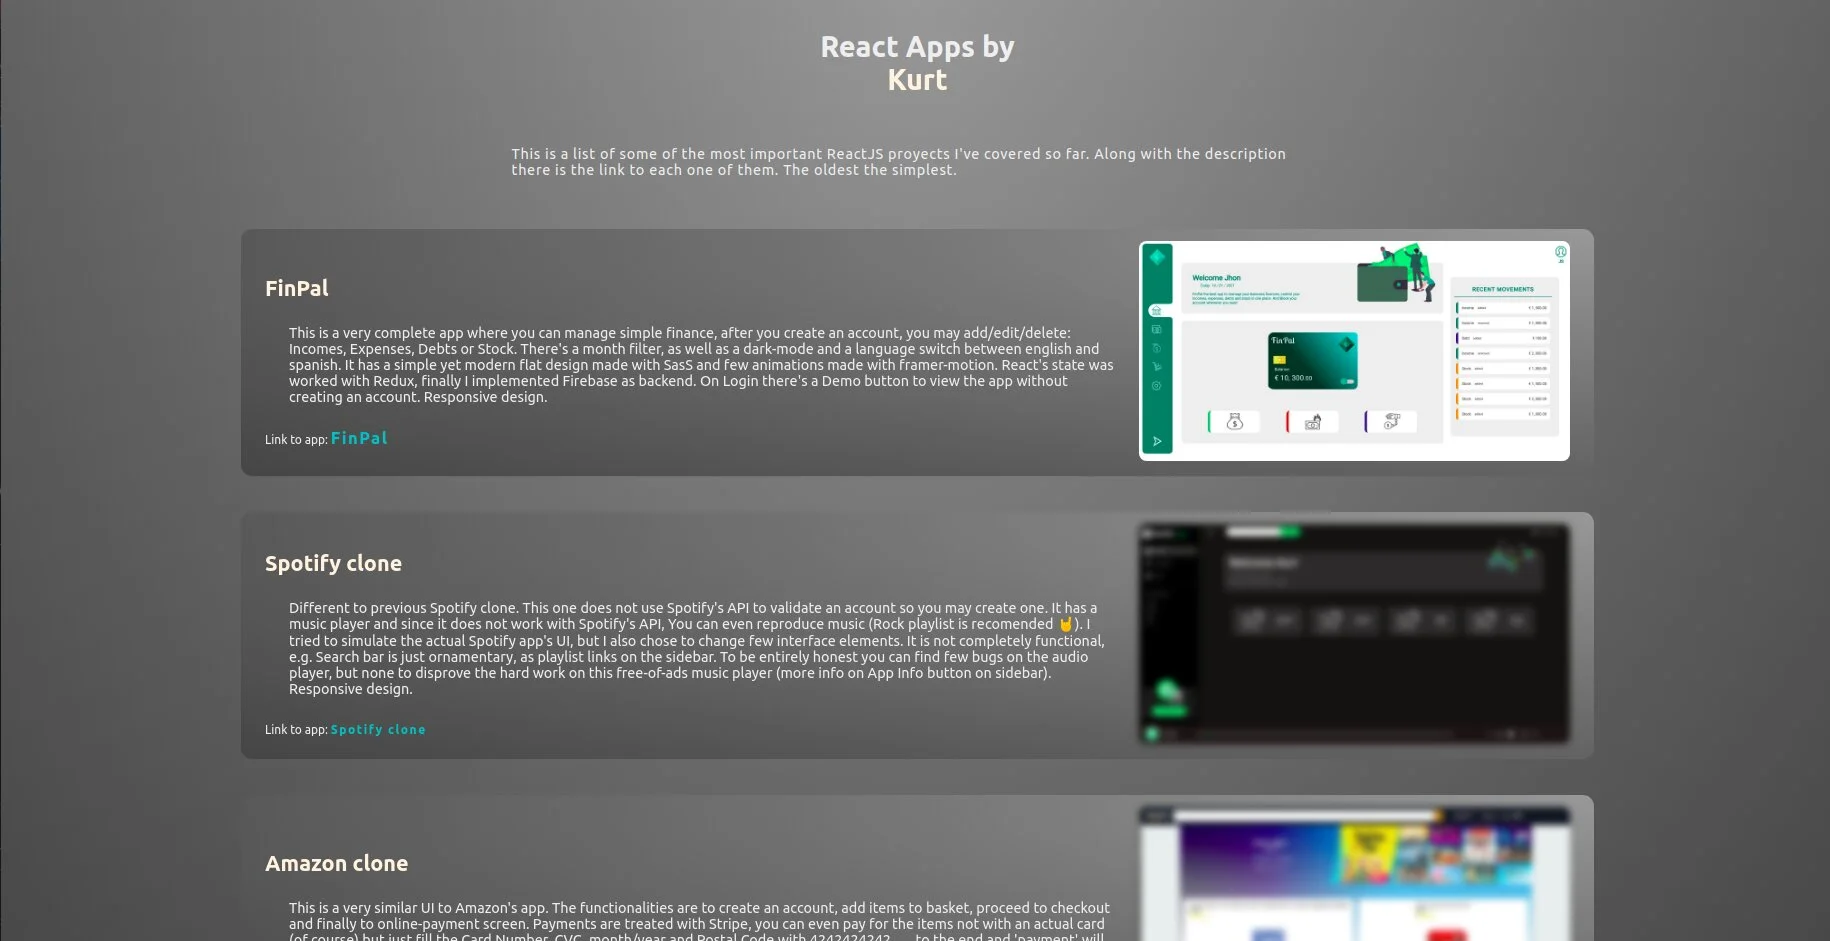 React Apps by
Kurt
This is a list of some of the most important ReactJS proyects I've covered so far. Along with the description
there is the link to each one of them. The oldest the simplest.
FinPal
This is a very complete app where you can manage simple finance, after you create an account, you may add/edit/delete:
Incomes, Expenses, Debts or Stock. There's a month filter, as well as a dark-mode and a language switch between english and
spanish. It has a simple yet modern flat design made with SasS and few animations made with framer-motion. React's state was
worked with Redux, finally I implemented Firebase as backend. On Login there's a Demo button to view the app without
creating an account. Responsive design.
Link to app: FinPal
Welcome Jhon
RECENT MOVEMENTS
FinPal
€ 10, 300.00
Spotify clone
Different to previous Spotify clone. This one does not use Spotify's API to validate an account so you may create one. It has a
music player and since it does not work with Spotify's API, You can even reproduce music (Rock playlist is recomended 🤘). I
tried to simulate the actual Spotify app's UI, but I also chose to change few interface elements. It is not completely functional,
e.g. Search bar is just ornamentary, as playlist links on the sidebar. To be entirely honest you can find few bugs on the audio
player, but none to disprove the hard work on this free-of-ads music player (more info on App Info button on sidebar).
Responsive design.
Link to app: Spotify clone
Amazon clone
This is a very similar UI to Amazon's app. The functionalities are to create an account, add items to basket, proceed to checkout
and finally to online-payment screen. Payments are treated with Stripe, you can even pay for the items not with an actual card
(of course) but just fill the Card Number, CVC, month/year and Postal Code with 4242424242... to the end and 'payment' will